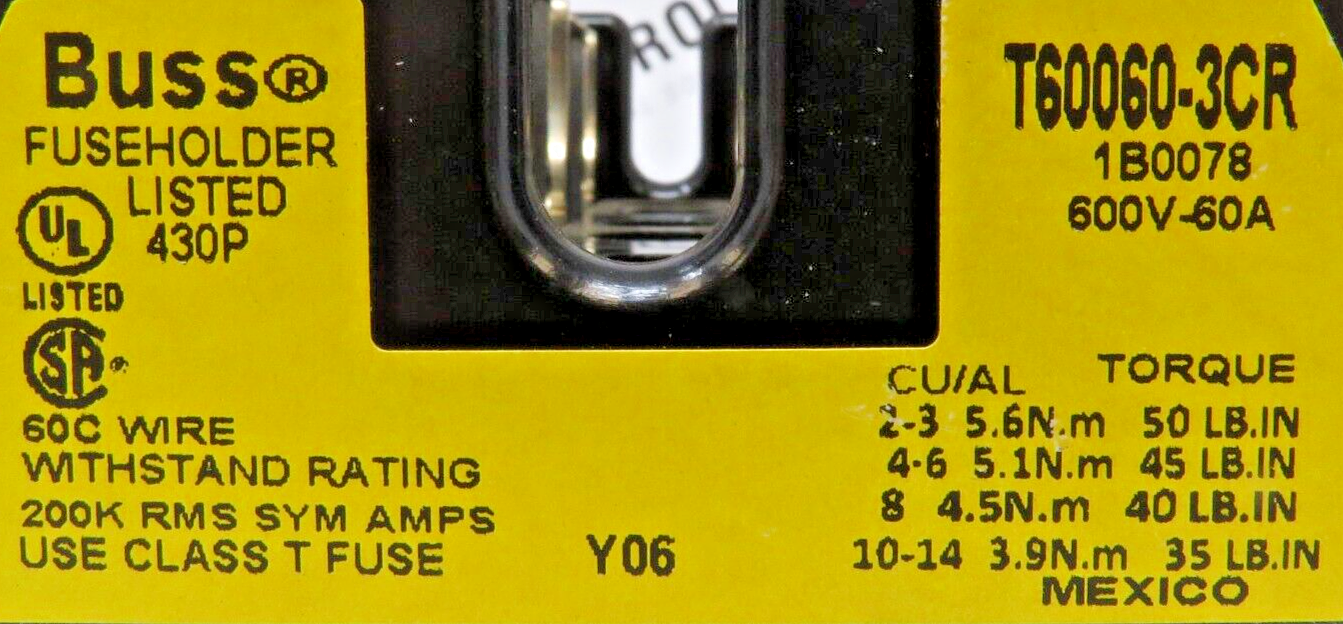 Buss®
FUSEHOLDER
LISTED
430P
UL
LISTED
SA
60C WIRE
WITHSTAND RATING
200K RMS SYM AMPS
USE CLASS T FUSE
Y06
T60060-3CR
1B0078
600V-60A
CU/AL TORQUE
2-3 5.6N.m 50 LB.IN
4-6 5.1N.m 45 LB.IN
8 4.5N.m 40 LB.IN
10-14 3.9N.m 35 LB.IN
MEXICO